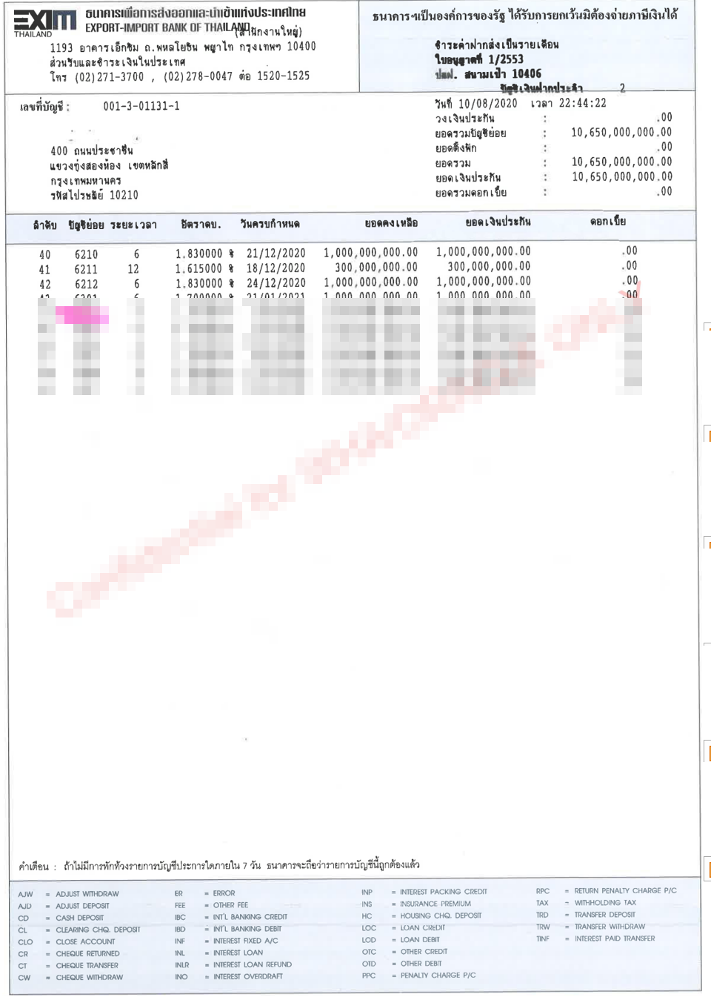 EXIM
THAILAND
ธนาคารเพื่อการส่งออกและนำเข้าแห่งประเทศไทย
EXPORT-IMPORT BANK OF THAILAND
(สำนักงานใหญ่)
1193 อาคารเอ็กซิม ถ.พหลโยธิน พญาไท กรุงเทพฯ 10400
ส่วนรับและชำระเงินในประเทศ
โทร (02)271-3700 , (02)278-0047 ต่อ 1520-1525
ธนาคารฯเป็นองค์การของรัฐ ได้รับการยกเว้นมิต้องจ่ายภาษีเงินได้
ชำระค่าฝากส่งเป็นรายเดือน
ใบอนุญาตที่ 1/2553
ปณฝ. สนามเป้า 10406
บัญชีเงินฝากประจำ 2
เลขที่บัญชี : 001-3-01131-1
400 ถนนประชาชื่น
แขวงทุ่งสองห้อง เขตหลักสี่
กรุงเทพมหานคร
รหัสไปรษณีย์ 10210
วันที่ 10/08/2020 เวลา 22:44:22
วงเงินประกัน : .00
ยอดรวมบัญชีย่อย : 10,650,000,000.00
ยอดตั้งพัก : .00
ยอดรวม : 10,650,000,000.00
ยอดเงินประกัน : 10,650,000,000.00
ยอดรวมดอกเบี้ย : .00
ลำดับ บัญชีย่อย ระยะเวลา อัตราดบ. วันครบกำหนด ยอดคงเหลือ ยอดเงินประกัน ดอกเบี้ย
40 6210 6 1.830000 % 21/12/2020 1,000,000,000.00 1,000,000,000.00 .00
41 6211 12 1.615000 % 18/12/2020 300,000,000.00 300,000,000.00 .00
42 6212 6 1.830000 % 24/12/2020 1,000,000,000.00 1,000,000,000.00 .00
43 6301 6 1.700000 % 21/01/2021 1,000,000,000.00 1,000,000,000.00 .00
คำเตือน : ถ้าไม่มีการทักท้วงรายการบัญชีประการใดภายใน 7 วัน ธนาคารจะถือว่ารายการบัญชีนี้ถูกต้องแล้ว
AJW = ADJUST WITHDRAW
AJD = ADJUST DEPOSIT
CD = CASH DEPOSIT
CL = CLEARING CHQ. DEPOSIT
CLO = CLOSE ACCOUNT
CR = CHEQUE RETURNED
CT = CHEQUE TRANSFER
CW = CHEQUE WITHDRAW
ER = ERROR
FEE = OTHER FEE
IBC = INT'L BANKING CREDIT
IBD = INT'L BANKING DEBIT
INF = INTEREST FIXED A/C
INL = INTEREST LOAN
INLR = INTEREST LOAN REFUND
INO = INTEREST OVERDRAFT
INP = INTEREST PACKING CREDIT
INS = INSURANCE PREMIUM
HC = HOUSING CHQ. DEPOSIT
LOC = LOAN CREDIT
LOD = LOAN DEBIT
OTC = OTHER CREDIT
OTD = OTHER DEBIT
PPC = PENALTY CHARGE P/C
RPC = RETURN PENALTY CHARGE P/C
TAX = WITHHOLDING TAX
TRD = TRANSFER DEPOSIT
TRW = TRANSFER WITHDRAW
TINF = INTEREST PAID TRANSFER